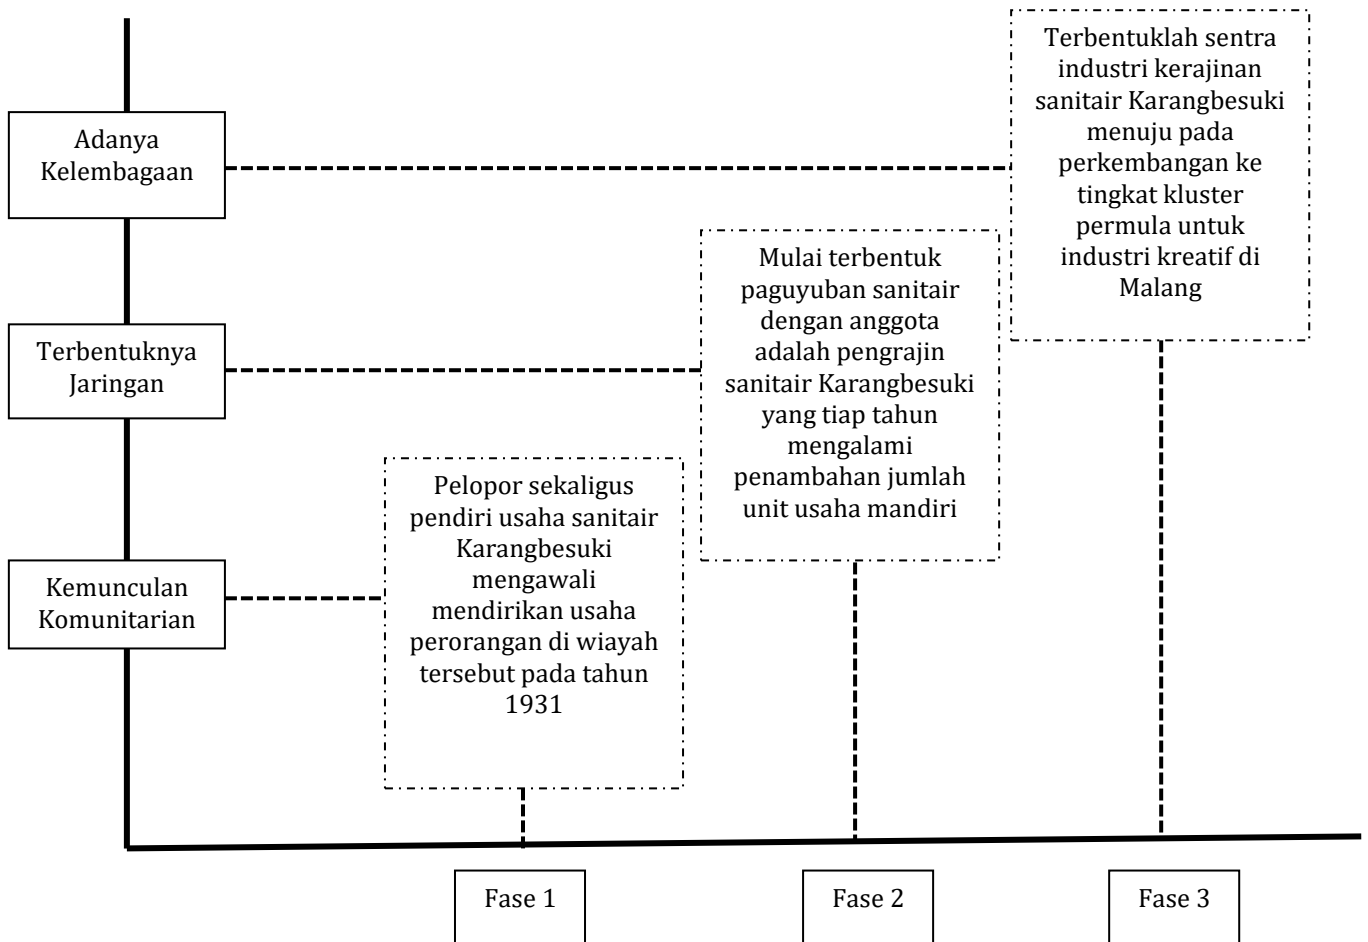 Terbentuklah sentra
industri kerajinan
sanitair Karangbesuki
menuju pada
perkembangan ke
tingkat kluster
permula untuk
industri kreatif di
Malang
Adanya
Kelembagaan
Mulai terbentuk
paguyuban sanitair
dengan anggota
adalah pengrajin
sanitair Karangbesuki
yang tiap tahun
mengalami
penambahan jumlah
unit usaha mandiri
Terbentuknya
Jaringan
Pelopor sekaligus
pendiri usaha sanitair
Karangbesuki
mengawali
mendirikan usaha
perorangan di wiayah
tersebut pada tahun
1931
Kemunculan
Komunitarian
Fase 1
Fase 2
Fase 3